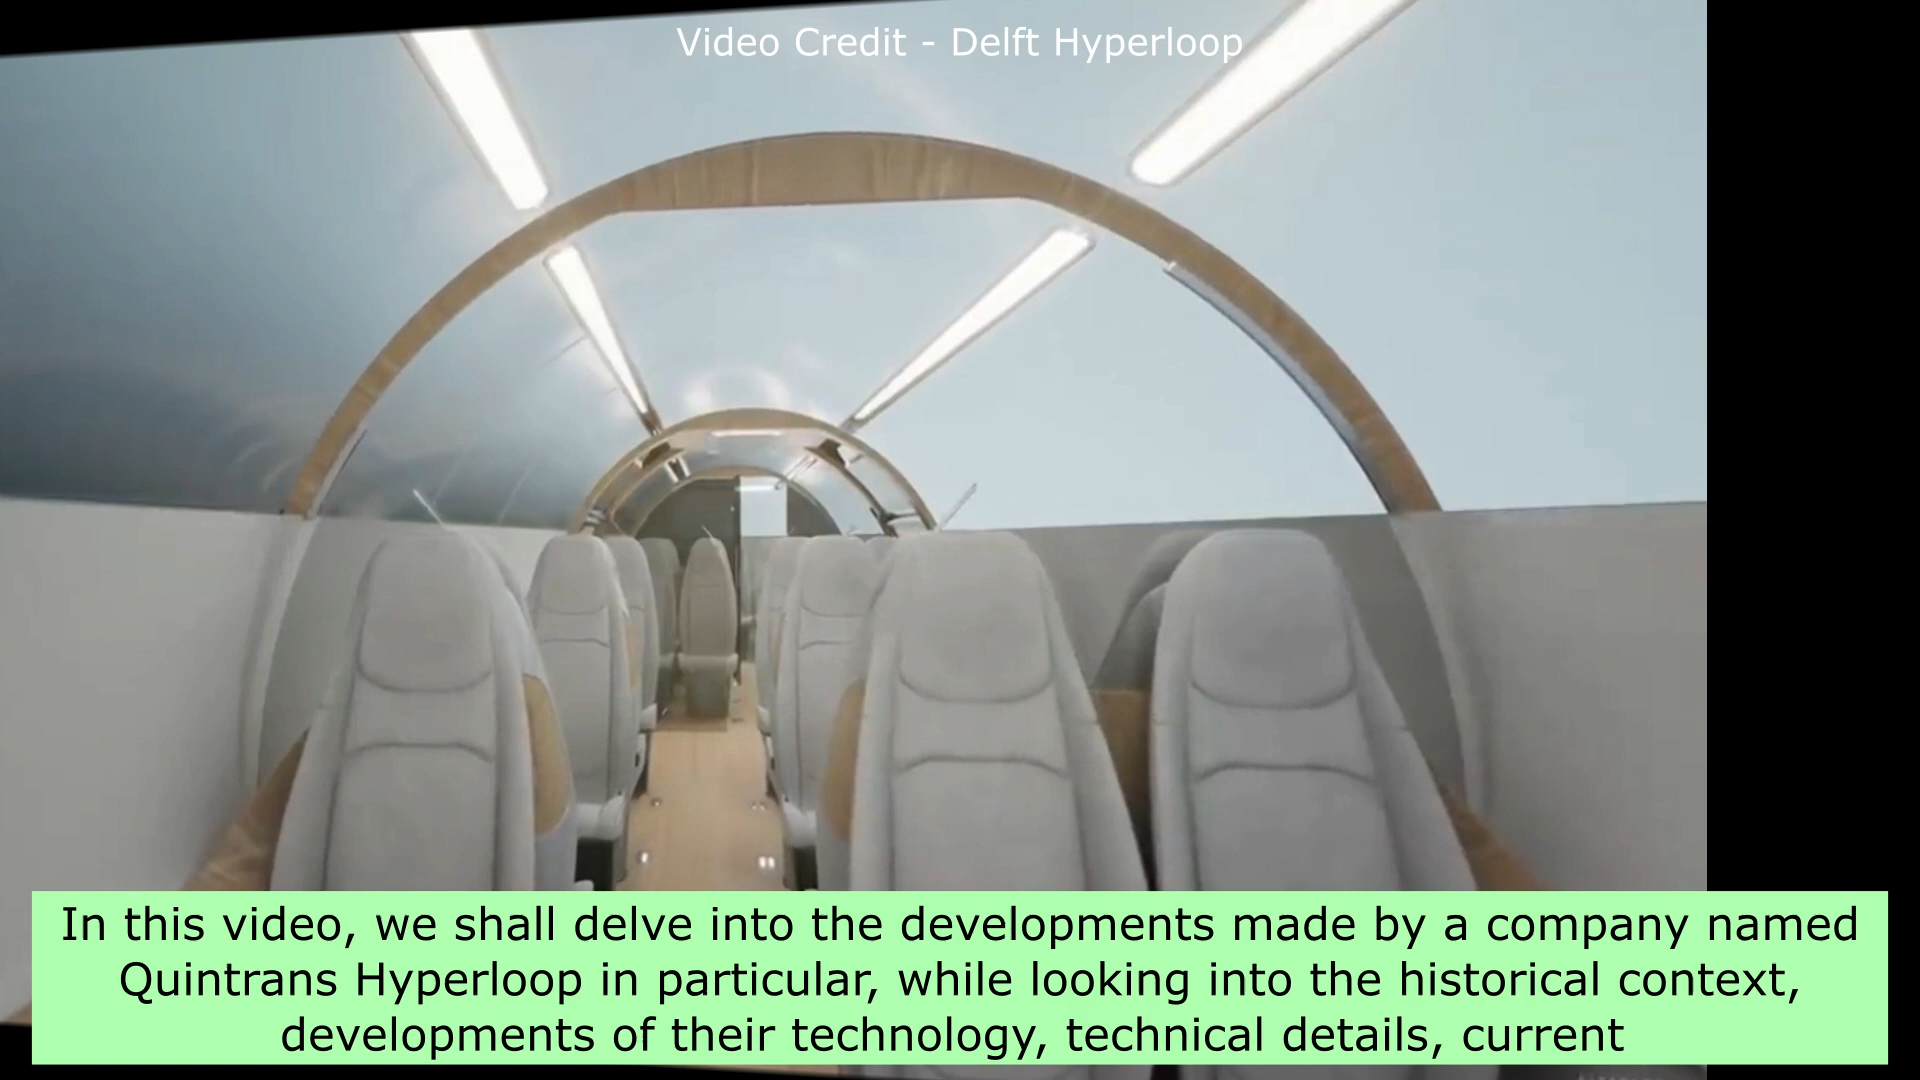 Video Credit - Delft Hyperloop
In this video, we shall delve into the developments made by a company named
Quintrans Hyperloop in particular, while looking into the historical context,
developments of their technology, technical details, current